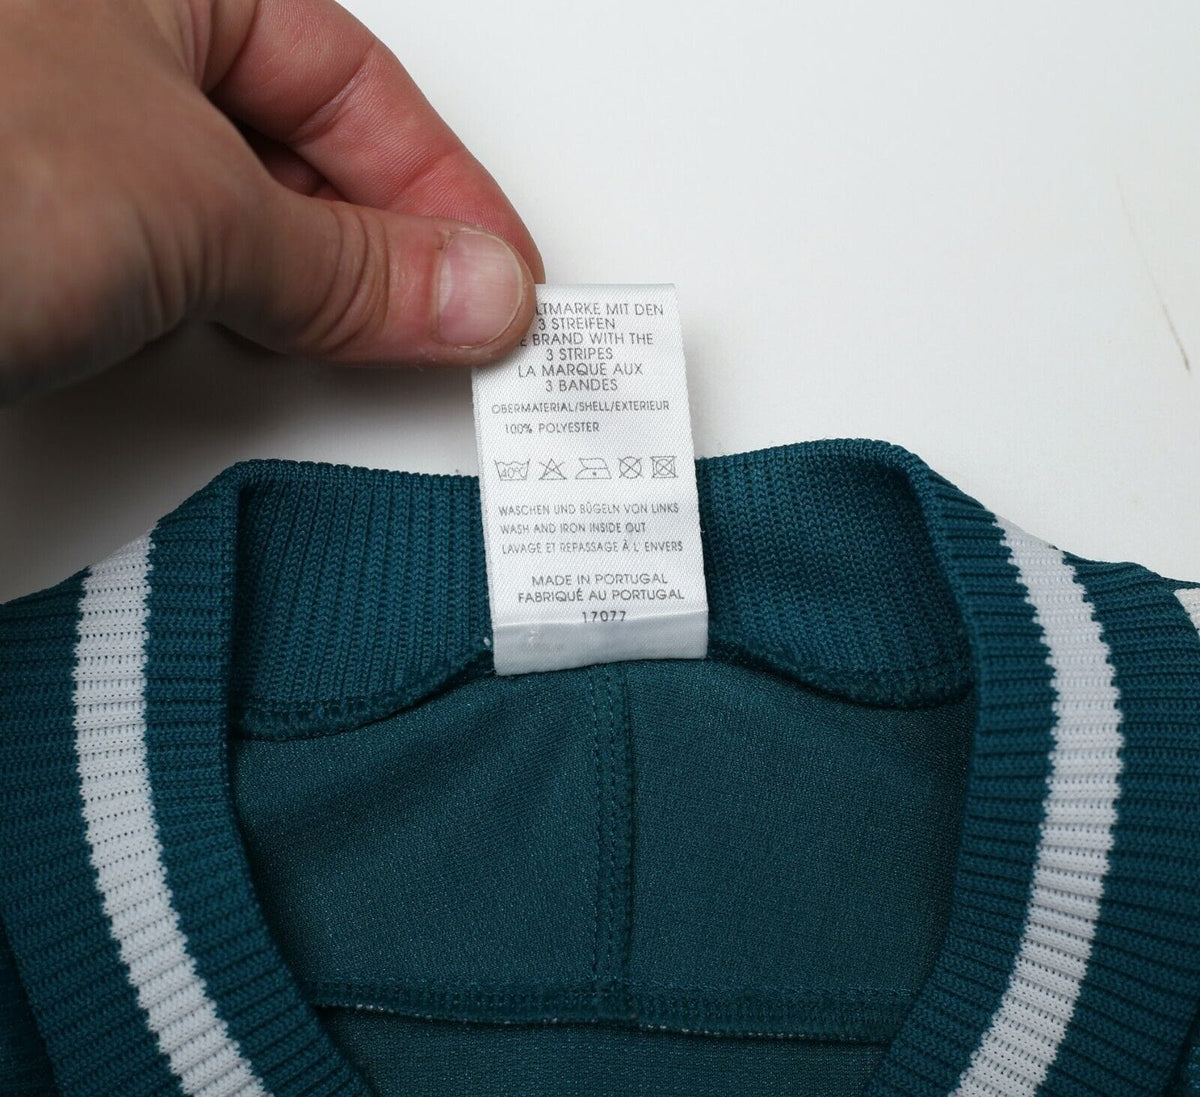 LTMARKE MIT DEN
3 STREIFEN
BRAND WITH THE
3 STRIPES
LA MARQUE AUX
3 BANDES
OBERMATERIAL/SHELL/EXTERIEUR
100% POLYESTER
40°C
WASCHEN UND BÜGELN VON LINKS
WASH AND IRON INSIDE OUT
LAVAGE ET REPASSAGE À L' ENVERS
MADE IN PORTUGAL
FABRIQUÉ AU PORTUGAL
17077